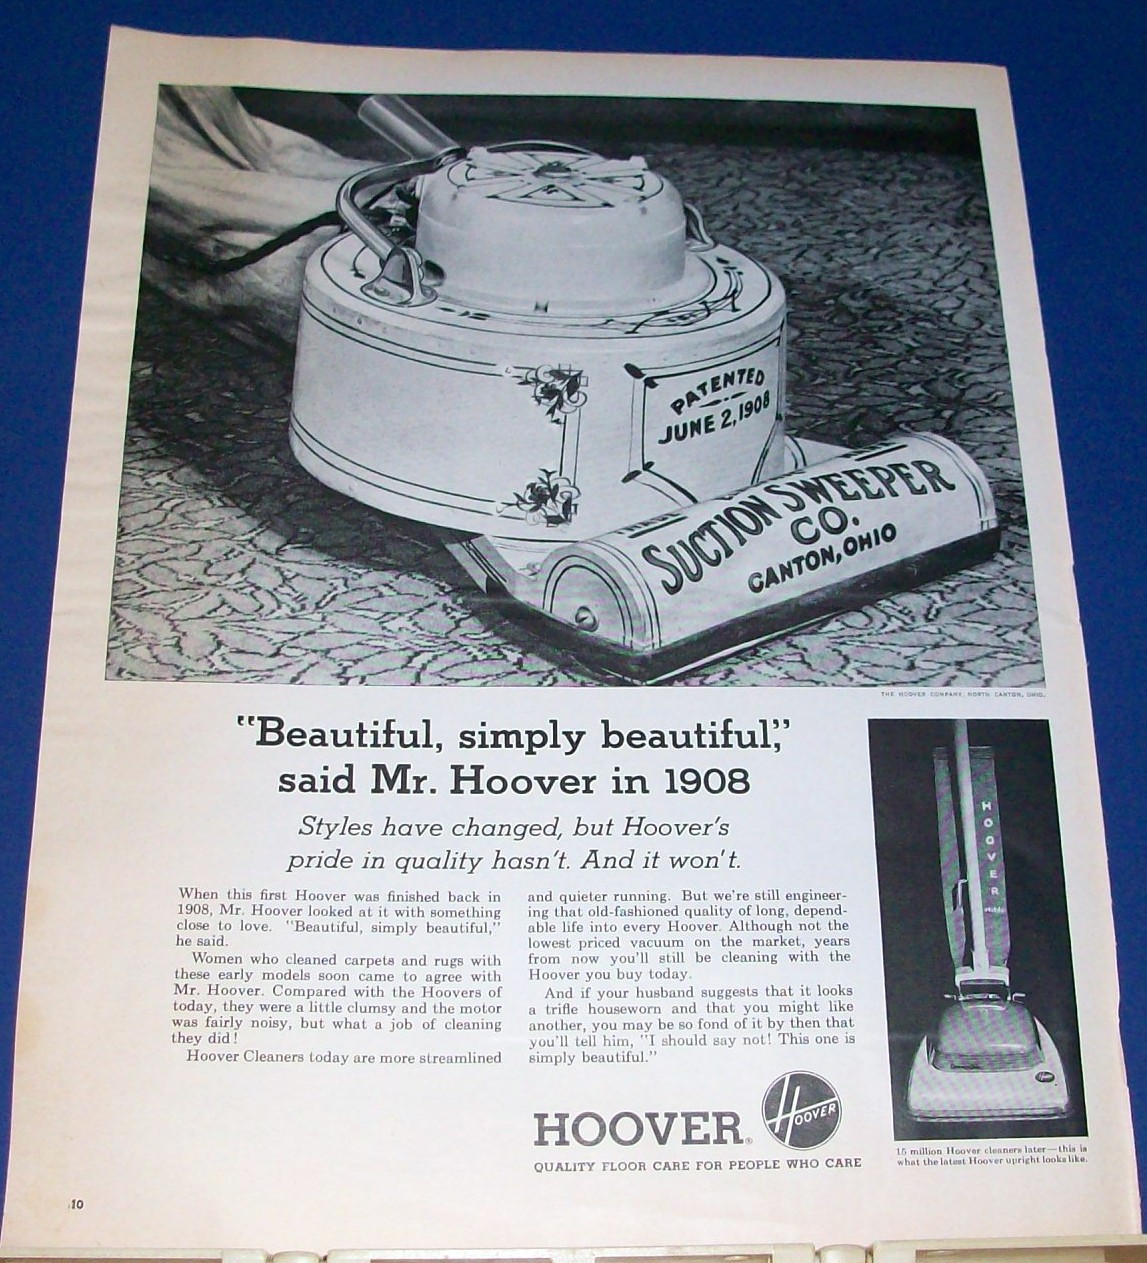 PATENTED
JUNE 2, 1908
SUCTION SWEEPER
CO.
CANTON, OHIO
THE HOOVER COMPANY, NORTH CANTON, OHIO.
"Beautiful, simply beautiful,"
said Mr. Hoover in 1908
Styles have changed, but Hoover's
pride in quality hasn't. And it won't.
When this first Hoover was finished back in
1908, Mr. Hoover looked at it with something
close to love. "Beautiful, simply beautiful,"
he said.
Women who cleaned carpets and rugs with
these early models soon came to agree with
Mr. Hoover. Compared with the Hoovers of
today, they were a little clumsy and the motor
was fairly noisy, but what a job of cleaning
they did!
Hoover Cleaners today are more streamlined
and quieter running. But we're still engineer-
ing that old-fashioned quality of long, depend-
able life into every Hoover. Although not the
lowest priced vacuum on the market, years
from now you'll still be cleaning with the
Hoover you buy today.
And if your husband suggests that it looks
a trifle houseworn and that you might like
another, you may be so fond of it by then that
you'll tell him, "I should say not! This one is
simply beautiful."
HOOVER®
HOOVER
QUALITY FLOOR CARE FOR PEOPLE WHO CARE
HOOVER
Hoover
15 million Hoover cleaners later—this is
what the latest Hoover upright looks like.
10